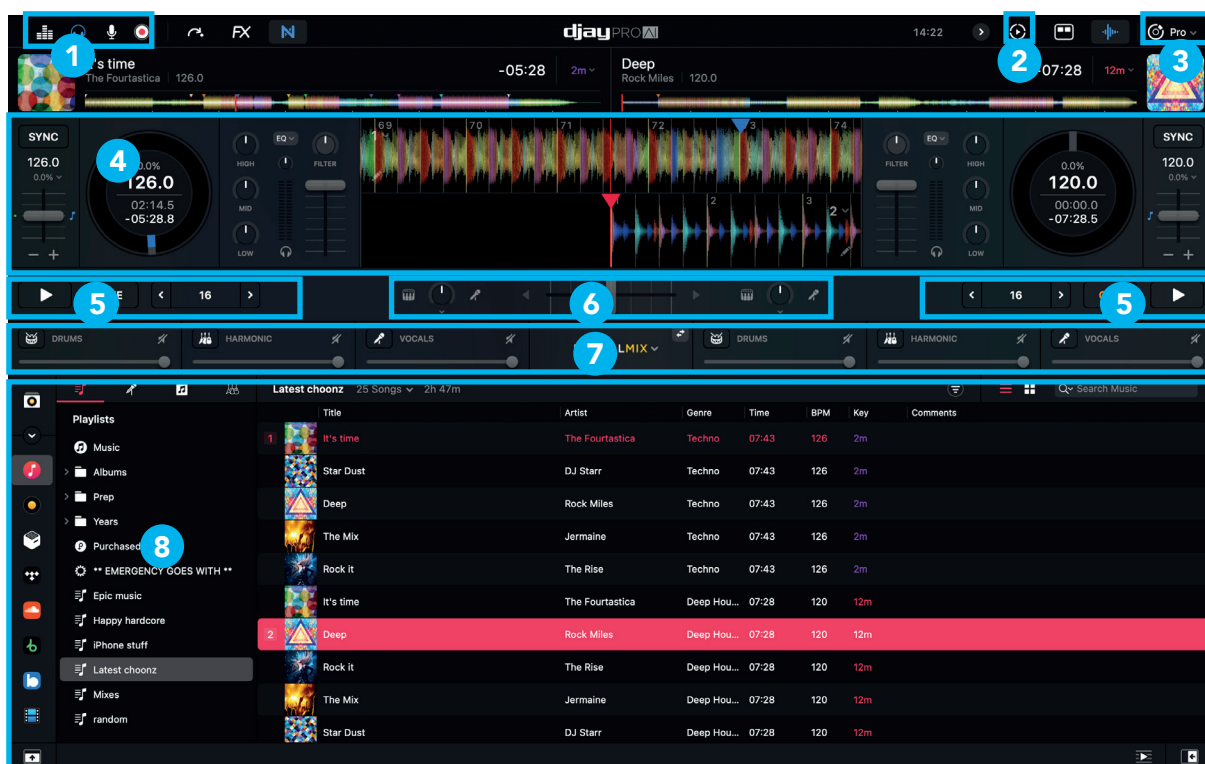 FX djay PRO AI 14:22 Pro
1 2 3
's time -05:28 2m Deep -07:28 12m
The Fourtastica 126.0 Rock Miles 120.0
SYNC 69 70 71 72 3 74 SYNC
126.0 4 EQ 1 EQ 120.0
0.0% 0.0% HIGH FILTER FILTER HIGH 0.0% 0.0%
126.0 120.0
02:14.5 MID 1 2 3 2 MID 00:00.0
-05:28.8 -07:28.5
LOW LOW
5 E 16 6 16 5
DRUMS HARMONIC VOCALS 7 LMIX DRUMS HARMONIC VOCALS
Latest choonz 25 Songs 2h 47m Search Music
Playlists
Title Artist Genre Time BPM Key Comments
Music
1 It's time The Fourtastica Techno 07:43 126 2m
Albums
Star Dust DJ Starr Techno 07:43 126 2m
Prep
Deep Rock Miles Techno 07:43 126 2m
Years
The Mix Jermaine Techno 07:43 126 2m
Purchased 8
** EMERGENCY GOES WITH **
Rock it The Rise Techno 07:43 126 2m
Epic music
It's time The Fourtastica Deep Hou... 07:28 120 12m
Happy hardcore
2 Deep Rock Miles Deep Hou... 07:28 120 12m
iPhone stuff
Latest choonz
Rock it The Rise Deep Hou... 07:28 120 12m
Mixes
The Mix Jermaine Deep Hou... 07:28 120 12m
random
Star Dust DJ Starr Deep Hou... 07:28 120 12m